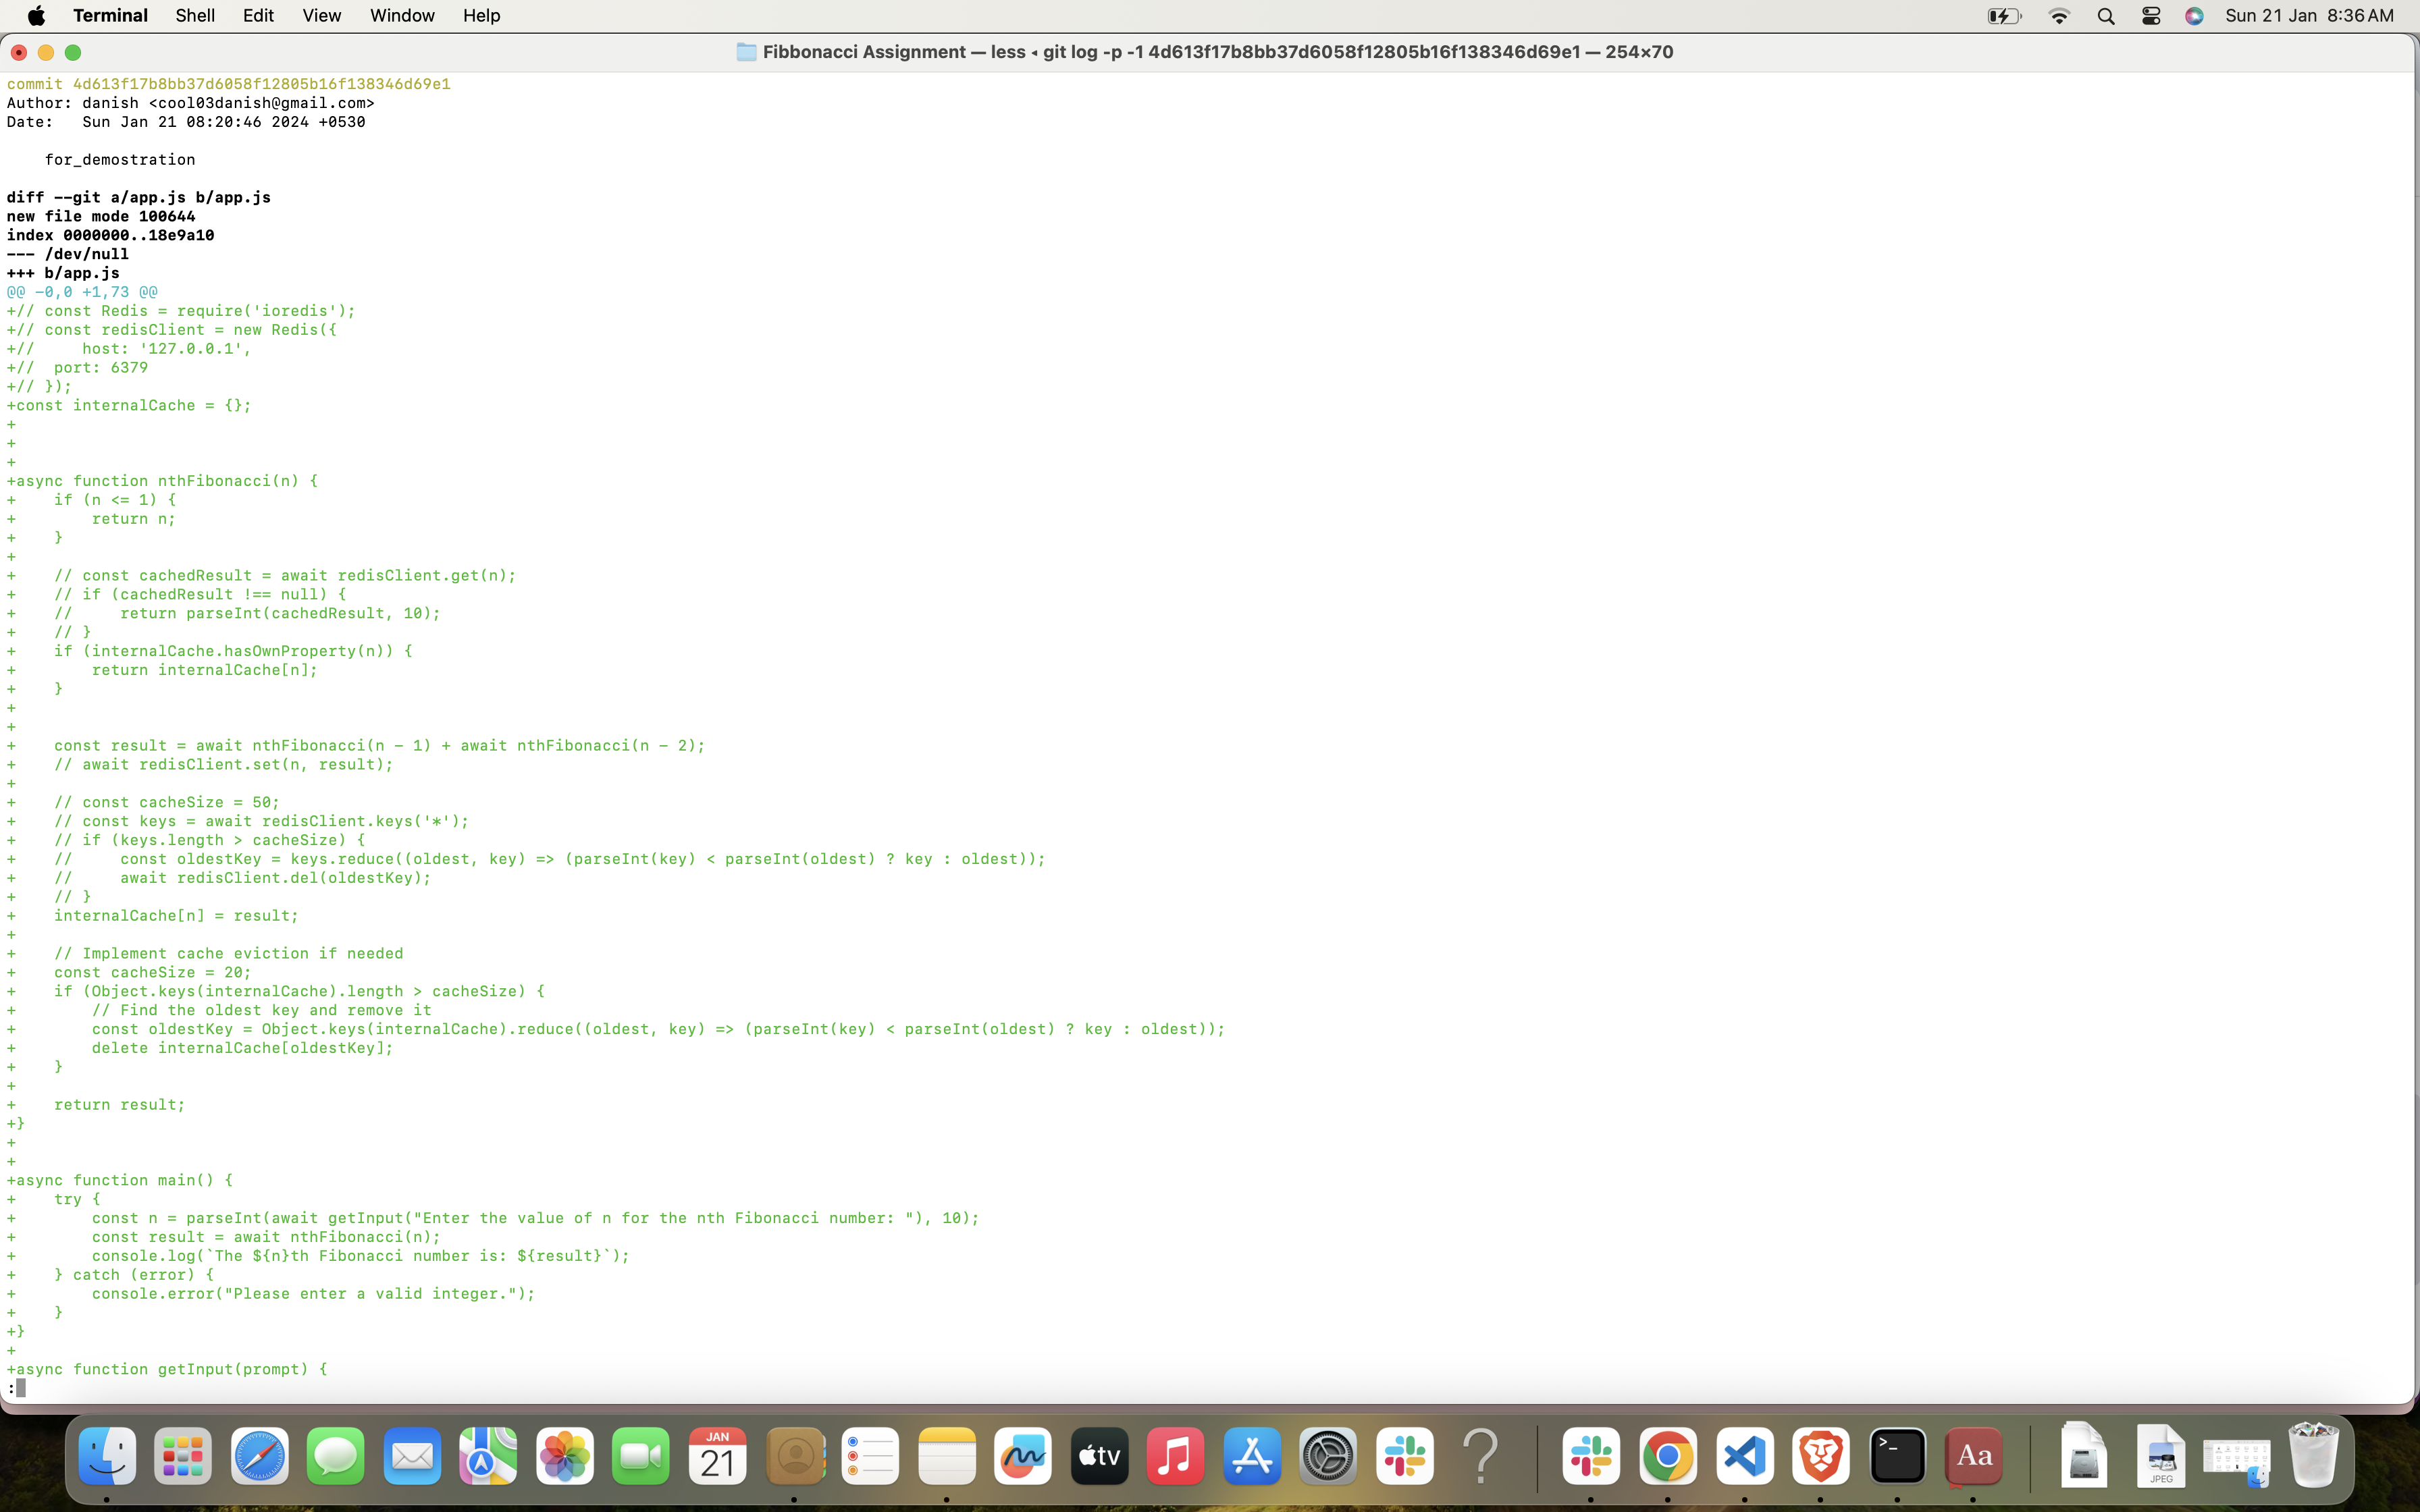 Terminal Shell Edit View Window Help Sun 21 Jan 8:36 AM
Fibbonacci Assignment — less ◂ git log -p -1 4d613f17b8bb37d6058f12805b16f138346d69e1 — 254×70
commit 4d613f17b8bb37d6058f12805b16f138346d69e1
Author: danish <cool03danish@gmail.com>
Date:   Sun Jan 21 08:20:46 2024 +0530
    for_demostration
diff --git a/app.js b/app.js
new file mode 100644
index 0000000..18e9a10
--- /dev/null
+++ b/app.js
@@ -0,0 +1,73 @@
+// const Redis = require('ioredis');
+// const redisClient = new Redis({
+//     host: '127.0.0.1',
+//  port: 6379
+// });
+const internalCache = {};
+
+
+
+async function nthFibonacci(n) {
+    if (n <= 1) {
+        return n;
+    }
+
+    // const cachedResult = await redisClient.get(n);
+    // if (cachedResult !== null) {
+    //     return parseInt(cachedResult, 10);
+    // }
+    if (internalCache.hasOwnProperty(n)) {
+        return internalCache[n];
+    }
+
+
+    const result = await nthFibonacci(n - 1) + await nthFibonacci(n - 2);
+    // await redisClient.set(n, result);
+
+    // const cacheSize = 50;
+    // const keys = await redisClient.keys('*');
+    // if (keys.length > cacheSize) {
+    //     const oldestKey = keys.reduce((oldest, key) => (parseInt(key) < parseInt(oldest) ? key : oldest));
+    //     await redisClient.del(oldestKey);
+    // }
+    internalCache[n] = result;
+
+    // Implement cache eviction if needed
+    const cacheSize = 20;
+    if (Object.keys(internalCache).length > cacheSize) {
+        // Find the oldest key and remove it
+        const oldestKey = Object.keys(internalCache).reduce((oldest, key) => (parseInt(key) < parseInt(oldest) ? key : oldest));
+        delete internalCache[oldestKey];
+    }
+
+    return result;
+}
+
+
+async function main() {
+    try {
+        const n = parseInt(await getInput("Enter the value of n for the nth Fibonacci number: "), 10);
+        const result = await nthFibonacci(n);
+        console.log(`The ${n}th Fibonacci number is: ${result}`);
+    } catch (error) {
+        console.error("Please enter a valid integer.");
+    }
+}
+
+async function getInput(prompt) {
:
JAN
21
tv
>_
Aa
JPEG